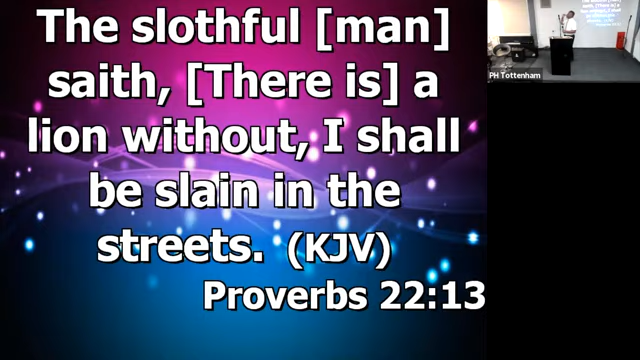 The slothful [man]
saith, [There is] a
lion without, I shall
be slain in the
streets. (KJV)
Proverbs 22:13
PH Tottenham